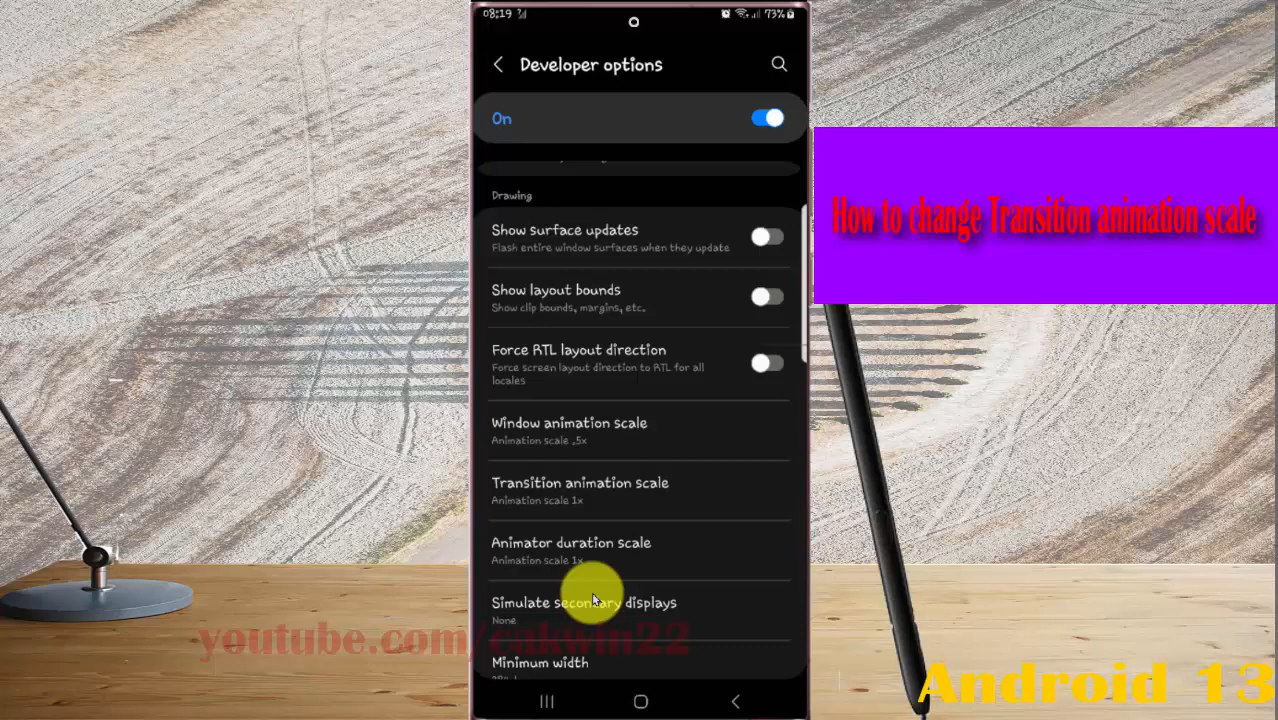 08:19
73%
Developer options
On
Drawing
Show surface updates
Flash entire window surfaces when they update
Show layout bounds
Show clip bounds, margins, etc.
Force RTL layout direction
Force screen layout direction to RTL for all
locales
Window animation scale
Animation scale .5x
Transition animation scale
Animation scale 1x
Animator duration scale
Animation scale 1x
Simulate secondary displays
None
Minimum width
How to change Transition animation scale
youtube.com/cakwin22
Android 13